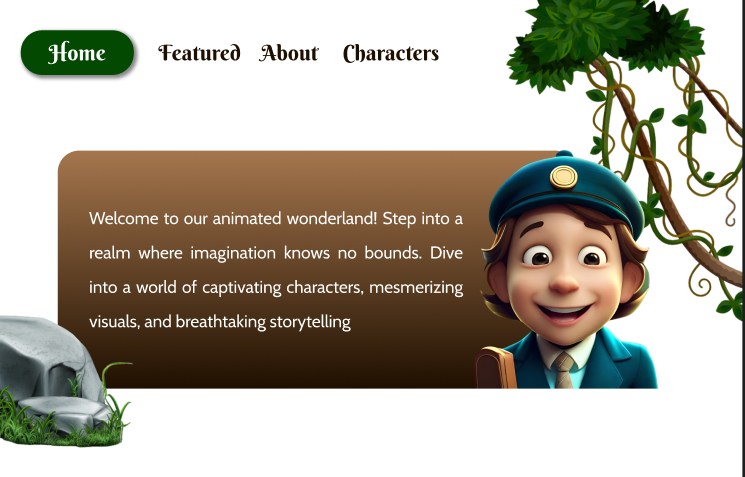 Home Featured About Characters
Welcome to our animated wonderland! Step into a
realm where imagination knows no bounds. Dive
into a world of captivating characters, mesmerizing
visuals, and breathtaking storytelling